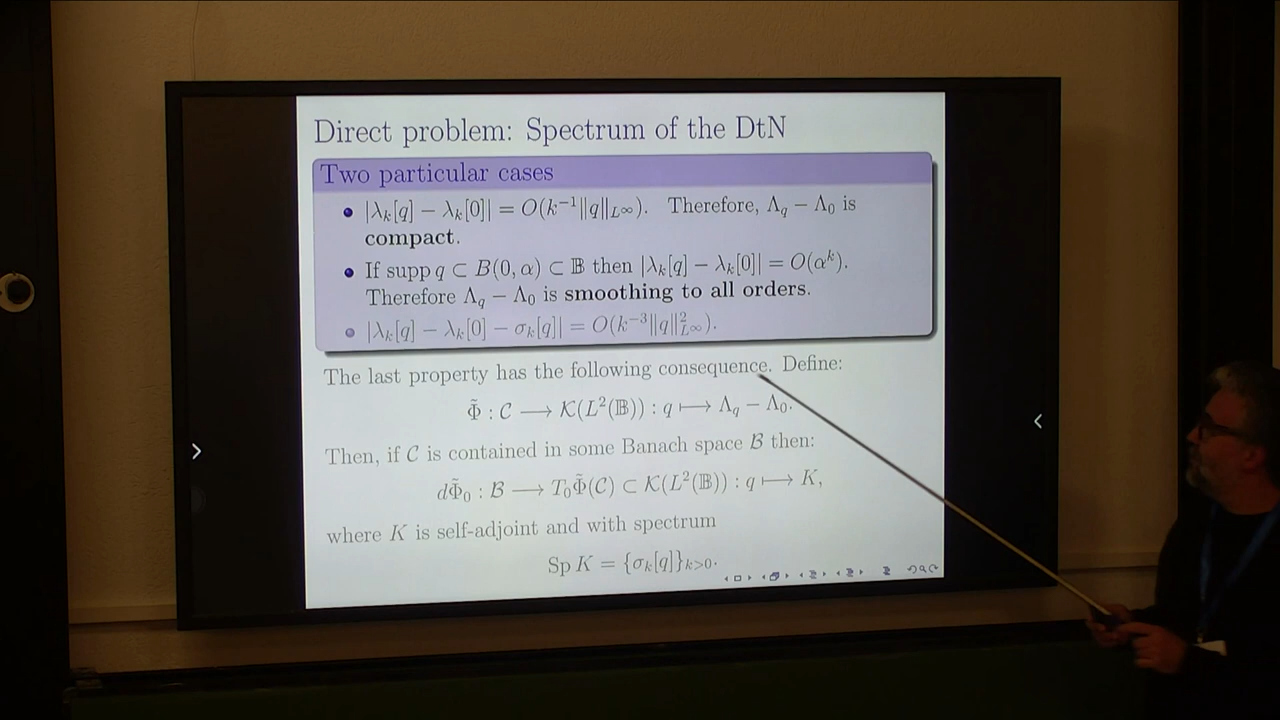 Direct problem: Spectrum of the DtN
Two particular cases
• |λ_k[q] − λ_k[0]| = O(k^{−1}‖q‖_{L^∞}). Therefore, Λ_q − Λ_0 is
compact.
• If supp q ⊂ B(0, α) ⊂ 𝔹 then |λ_k[q] − λ_k[0]| = O(α^k).
Therefore Λ_q − Λ_0 is smoothing to all orders.
• |λ_k[q] − λ_k[0] − σ_k[q]| = O(k^{−3}‖q‖²_{L^∞}).
The last property has the following consequence. Define:
Φ̃ : 𝒞 ⟶ 𝒦(L²(𝔹)) : q ⟼ Λ_q − Λ_0.
Then, if 𝒞 is contained in some Banach space ℬ then:
dΦ̃_0 : ℬ ⟶ T_0Φ̃(𝒞) ⊂ 𝒦(L²(𝔹)) : q ⟼ K,
where K is self-adjoint and with spectrum
Sp K = {σ_k[q]}_{k>0}.